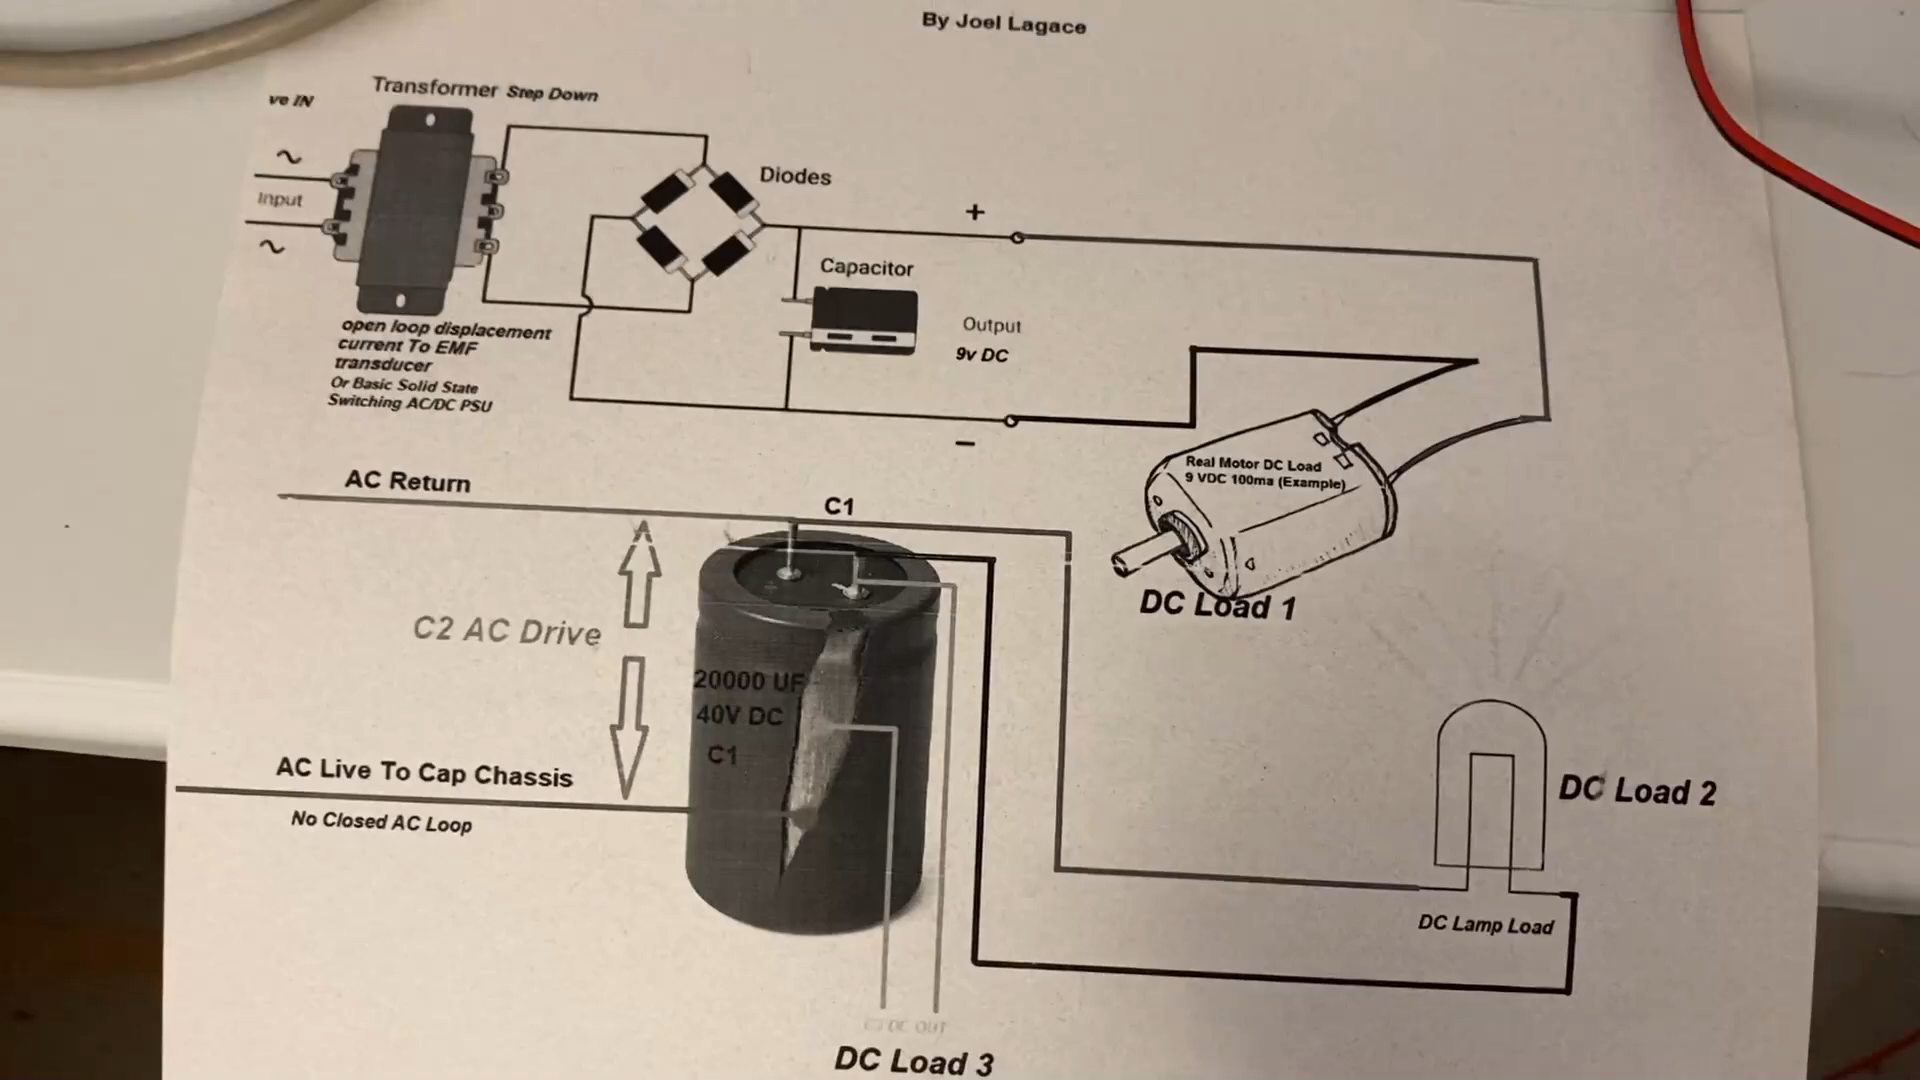 By Joel Lagace
Transformer Step Down
ve IN
~
Input
~
Diodes
+
Capacitor
Output
9v DC
−
open loop displacement
current To EMF
transducer
Or Basic Solid State
Switching AC/DC PSU
Real Motor DC Load
9 VDC 100ma (Example)
DC Load 1
AC Return
C1
C2 AC Drive
20000 UF
40V DC
C1
AC Live To Cap Chassis
No Closed AC Loop
DC Load 2
DC Lamp Load
DC OUT
DC Load 3